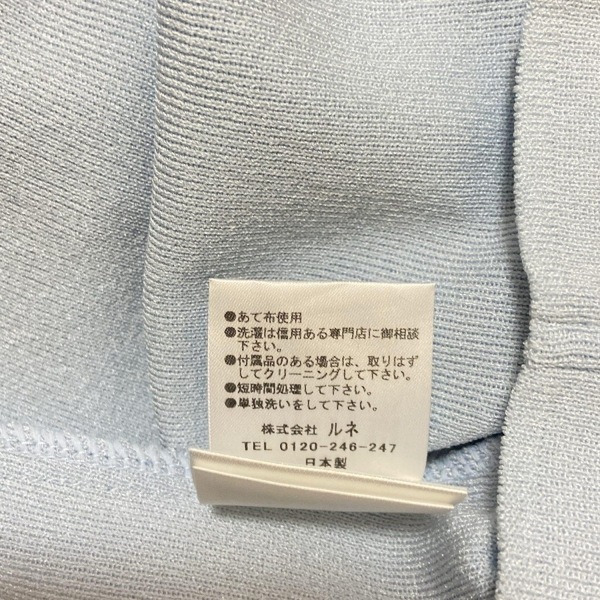 ●あて布使用
●洗濯は信用ある専門店に御相談
下さい。
●付属品のある場合は、取りはず
してクリーニングして下さい。
●短時間処理して下さい。
●単独洗いをして下さい。
株式会社 ルネ
TEL 0120-246-247
日本製